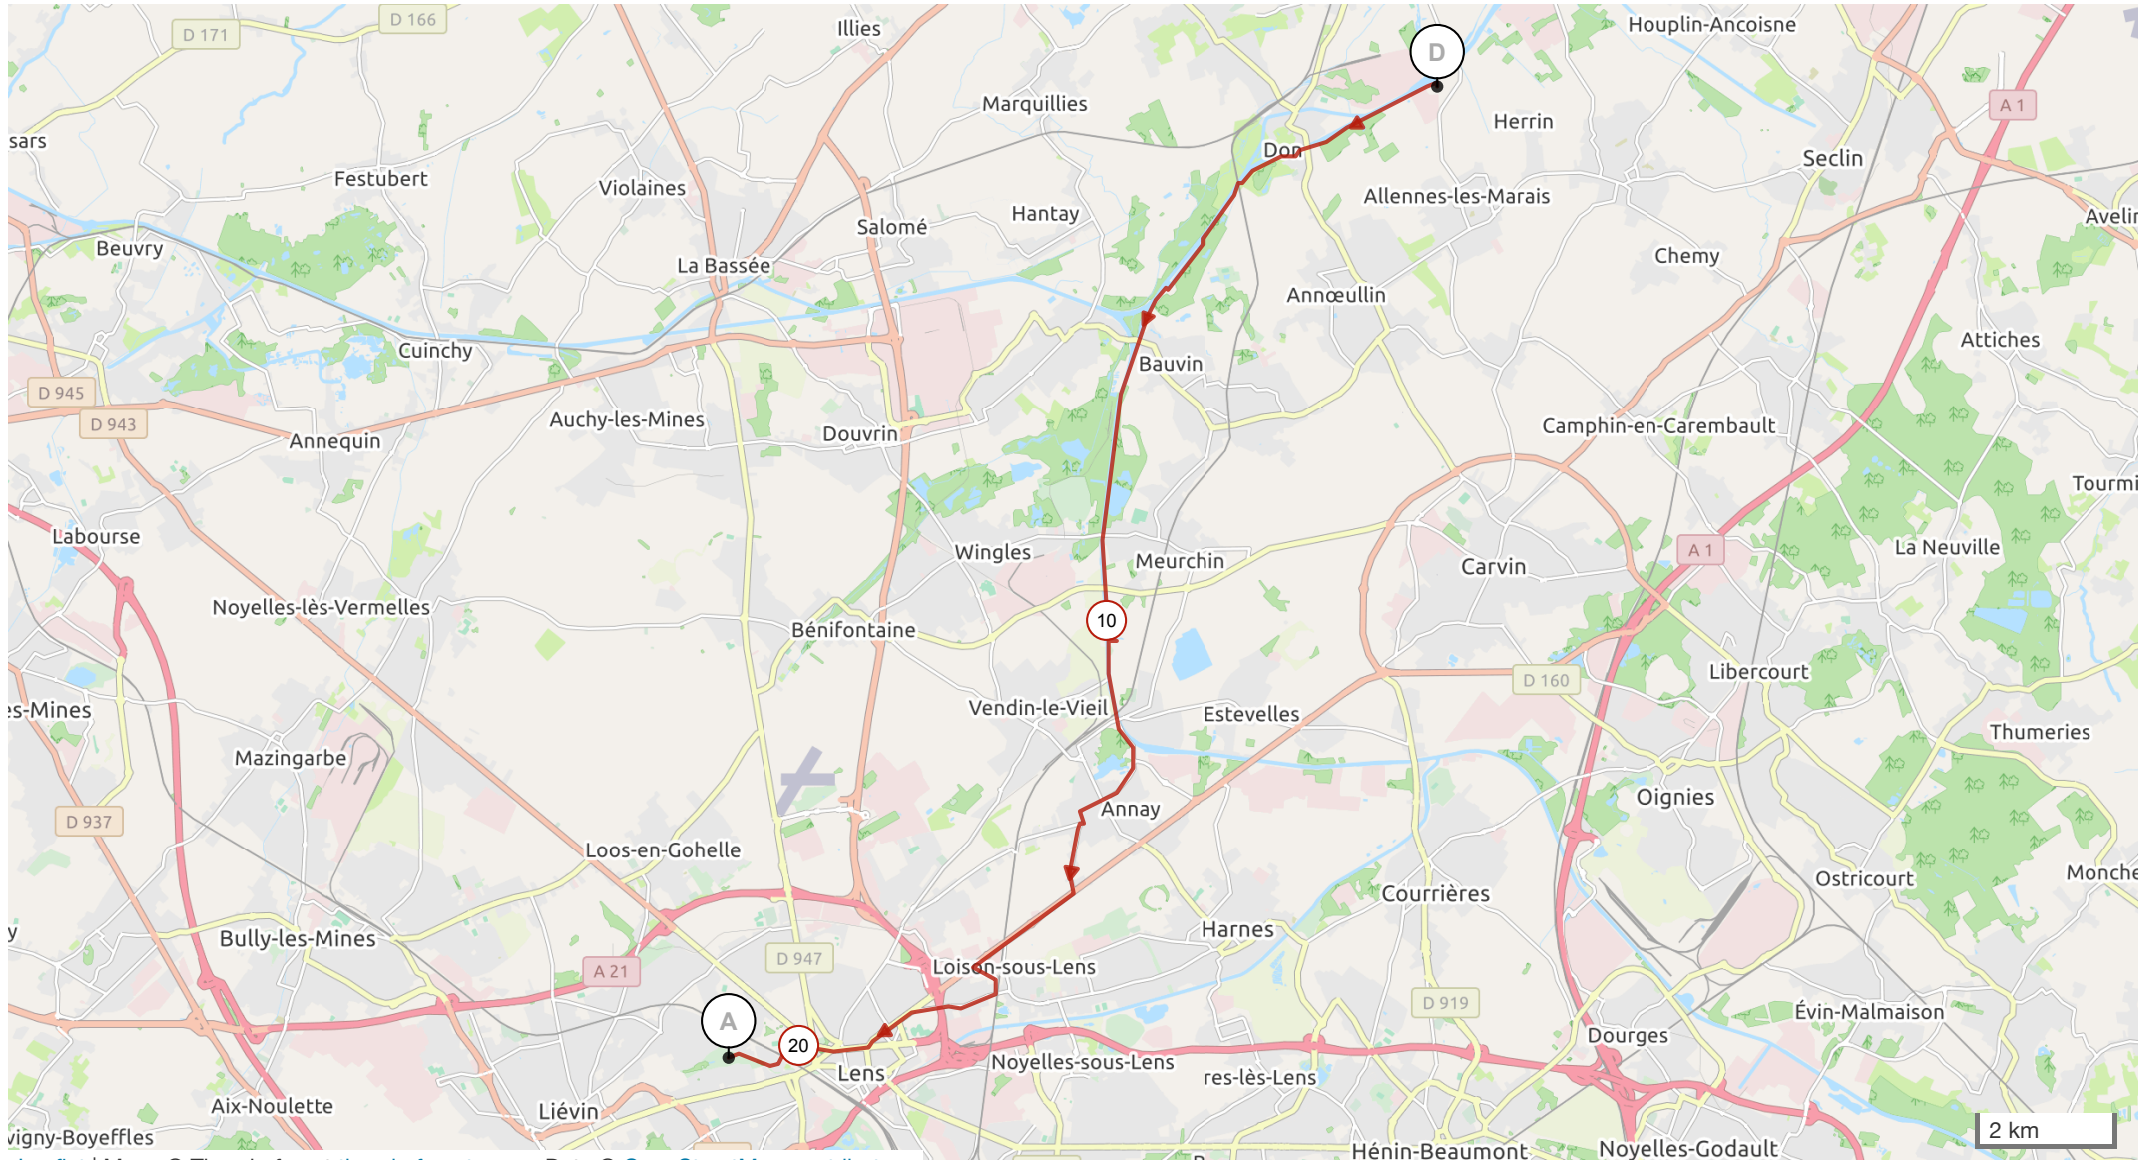 D 166
D 171
Illies
Houplin-Ancoisne
D
Marquillies
A 1
Herrin
sars
Don
Seclin
Festubert
Violaines
Allennes-les-Marais
Hantay
Salomé
Avelin
Beuvry
La Bassée
Chemy
Annœullin
Attiches
Cuinchy
Bauvin
D 945
D 943
Auchy-les-Mines
Douvrin
Camphin-en-Carembault
Annequin
Tourmi
Labourse
Wingles
Meurchin
A 1
La Neuville
Carvin
Noyelles-lès-Vermelles
10
Bénifontaine
Libercourt
D 160
es-Mines
Vendin-le-Vieil
Estevelles
Thumeries
Mazingarbe
Oignies
Annay
D 937
Loos-en-Gohelle
Ostricourt
Monche
Courrières
y
Bully-les-Mines
Harnes
D 947
A 21
Loison-sous-Lens
D 919
Évin-Malmaison
A
Dourges
20
Noyelles-sous-Lens
Lens
res-lès-Lens
Aix-Noulette
Liévin
2 km
vigny-Boyeffles
Hénin-Beaumont
Noyelles-Godault